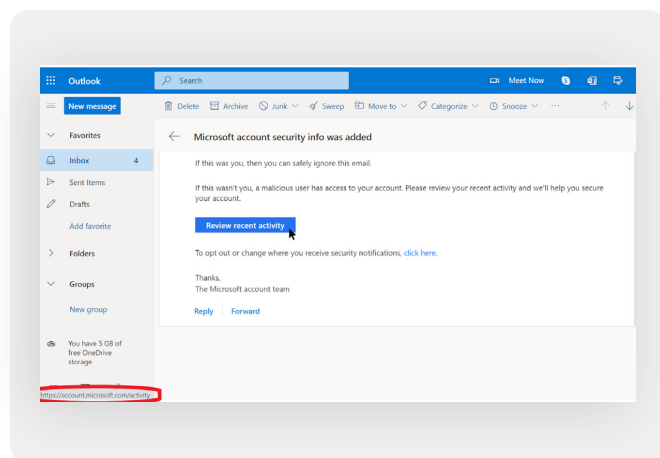 Outlook
Search
Meet Now
New message
Delete Archive Junk Sweep Move to Categorize Snooze ...
Favorites
Inbox 4
Sent Items
Drafts
Add favorite
Folders
Groups
New group
You have 5 GB of
free OneDrive
storage
https://account.microsoft.com/activity
Microsoft account security info was added
If this was you, then you can safely ignore this email.
If this wasn't you, a malicious user has access to your account. Please review your recent activity and we'll help you secure
your account.
Review recent activity
To opt out or change where you receive security notifications, click here.
Thanks,
The Microsoft account team
Reply Forward